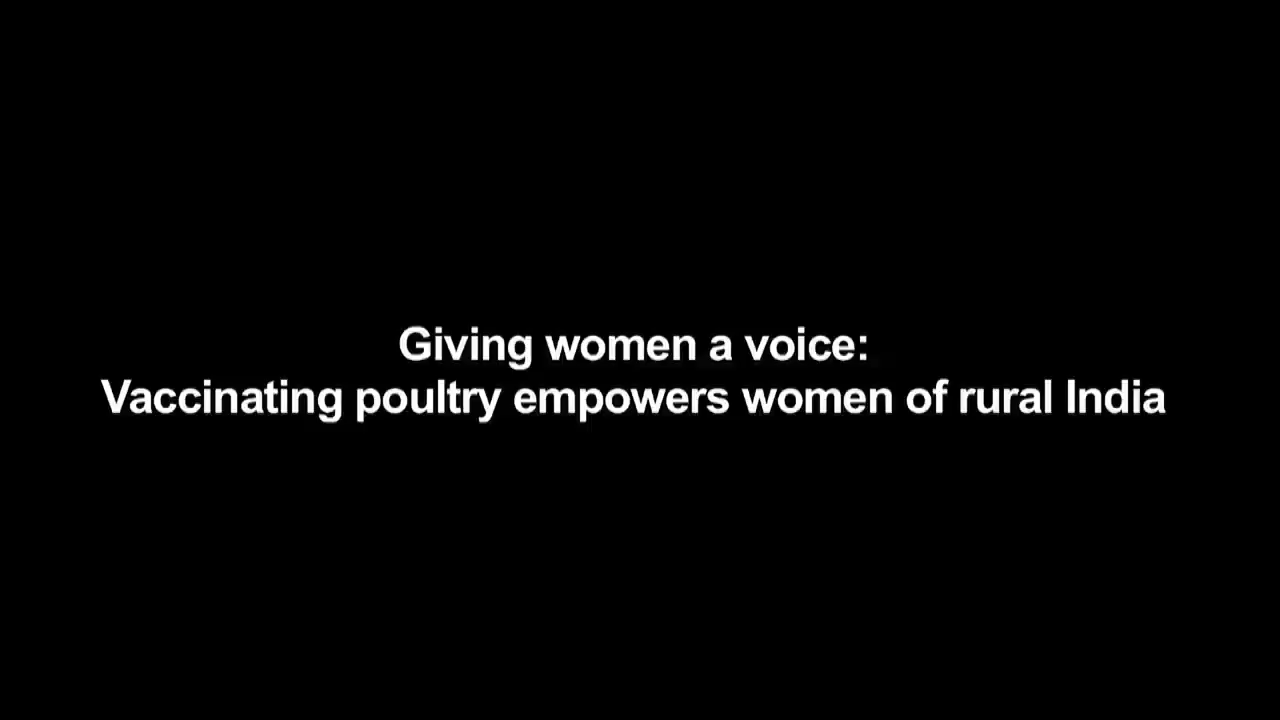 Giving women a voice:
Vaccinating poultry empowers women of rural India